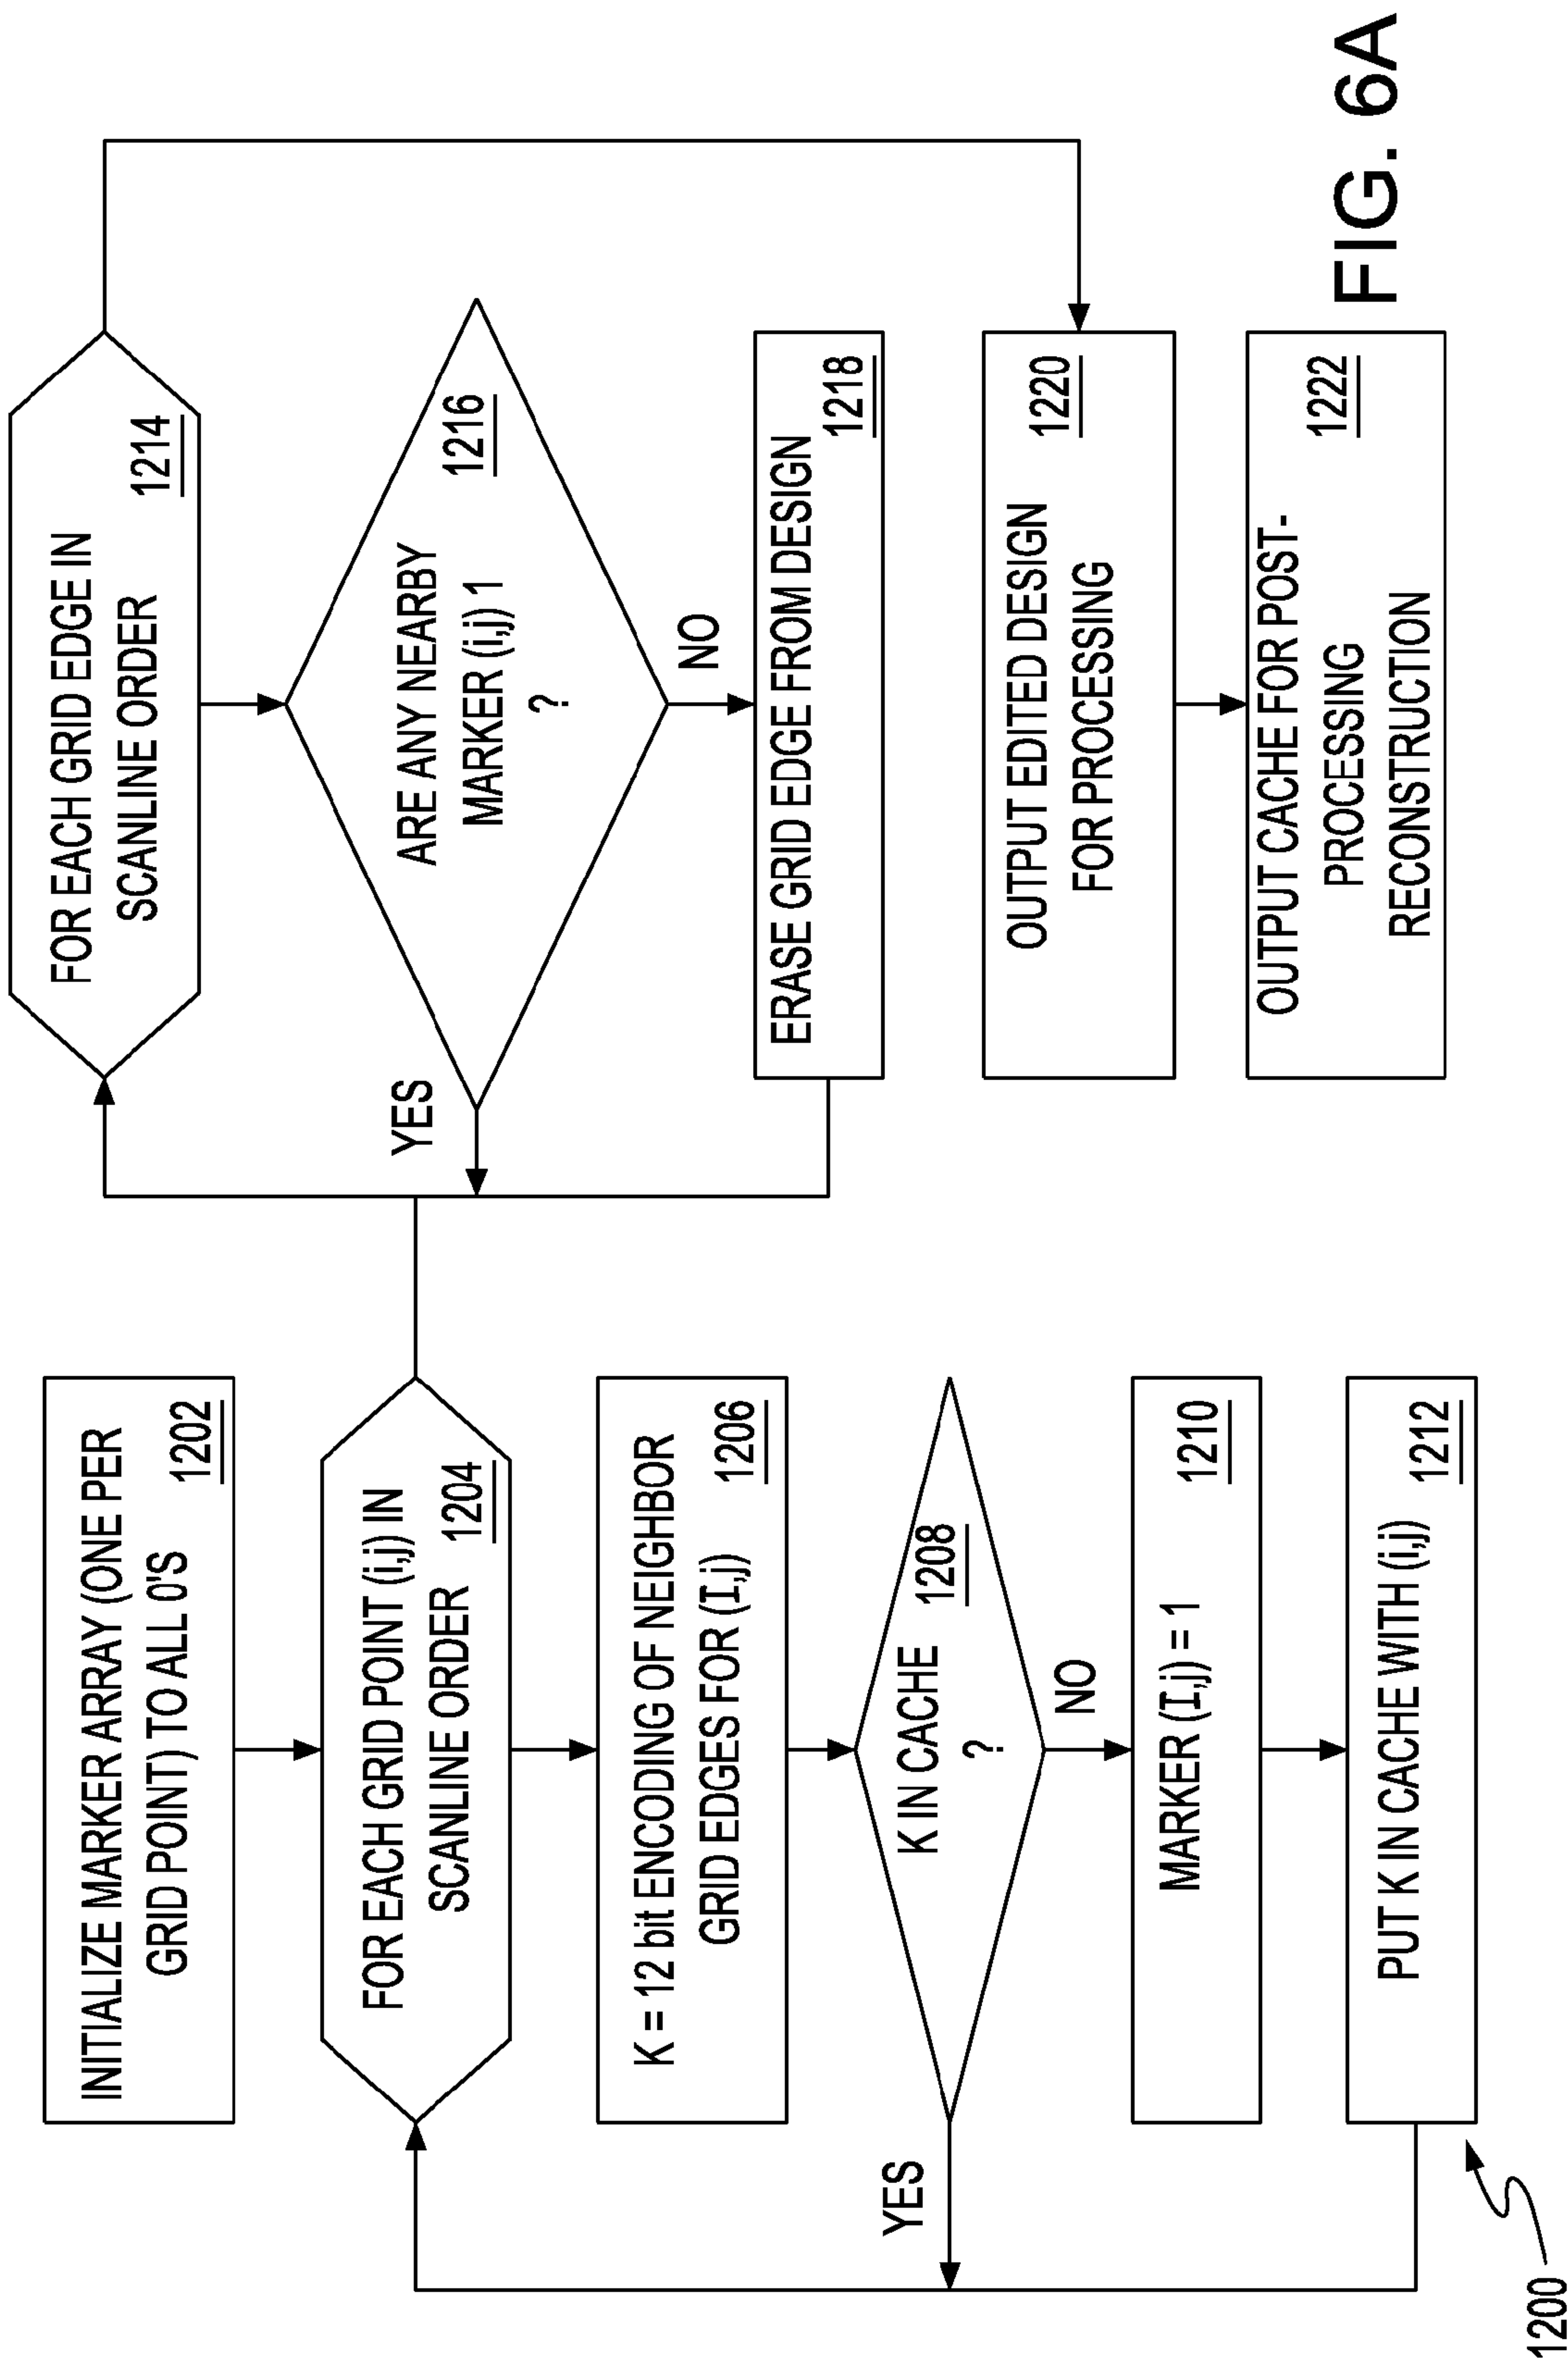 INITIALIZE MARKER ARRAY (ONE PER
GRID POINT) TO ALL 0'S
1202
FOR EACH GRID POINT (i,j) IN
SCANLINE ORDER
1204
K = 12 bit ENCODING OF NEIGHBOR
GRID EDGES FOR (I,j)
1206
K IN CACHE
?
1208
YES
NO
MARKER (I,j) = 1
1210
PUT K IN CACHE WITH (i,j)
1212
1200
FOR EACH GRID EDGE IN
SCANLINE ORDER
1214
ARE ANY NEARBY
MARKER (i,j) 1
?
1216
YES
NO
ERASE GRID EDGE FROM DESIGN
1218
OUTPUT EDITED DESIGN
FOR PROCESSING
1220
OUTPUT CACHE FOR POST-
PROCESSING
RECONSTRUCTION
1222
FIG. 6A